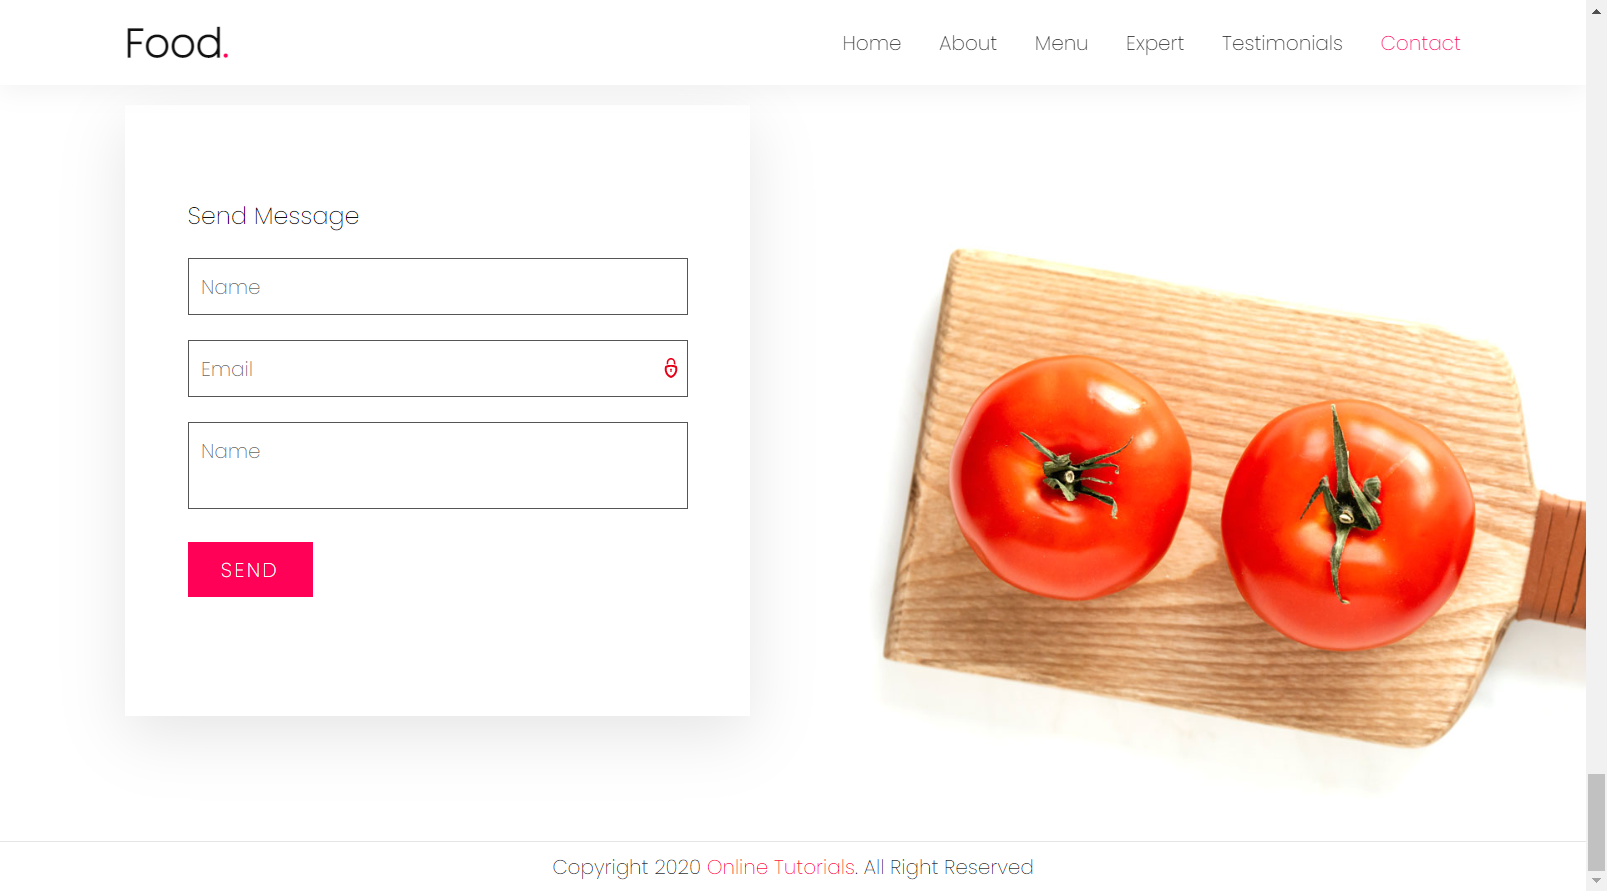 Food.
Home About Menu Expert Testimonials Contact
Send Message
Name
Email
Name
SEND
Copyright 2020 Online Tutorials. All Right Reserved